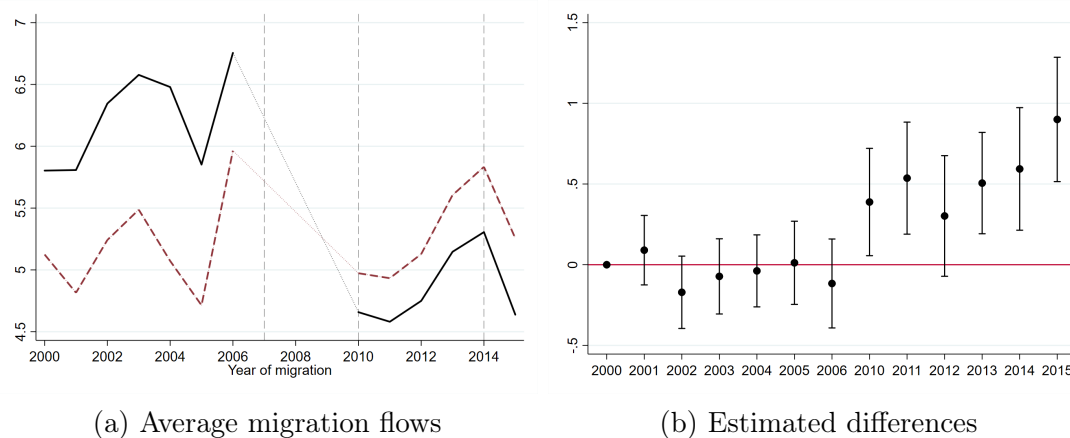 7
6.5
6
5.5
5
4.5
2000 2002 2004 2006 2008 2010 2012 2014
Year of migration
(a) Average migration flows
1.5
1
.5
0
-.5
2000 2001 2002 2003 2004 2005 2006 2010 2011 2012 2013 2014 2015
(b) Estimated differences